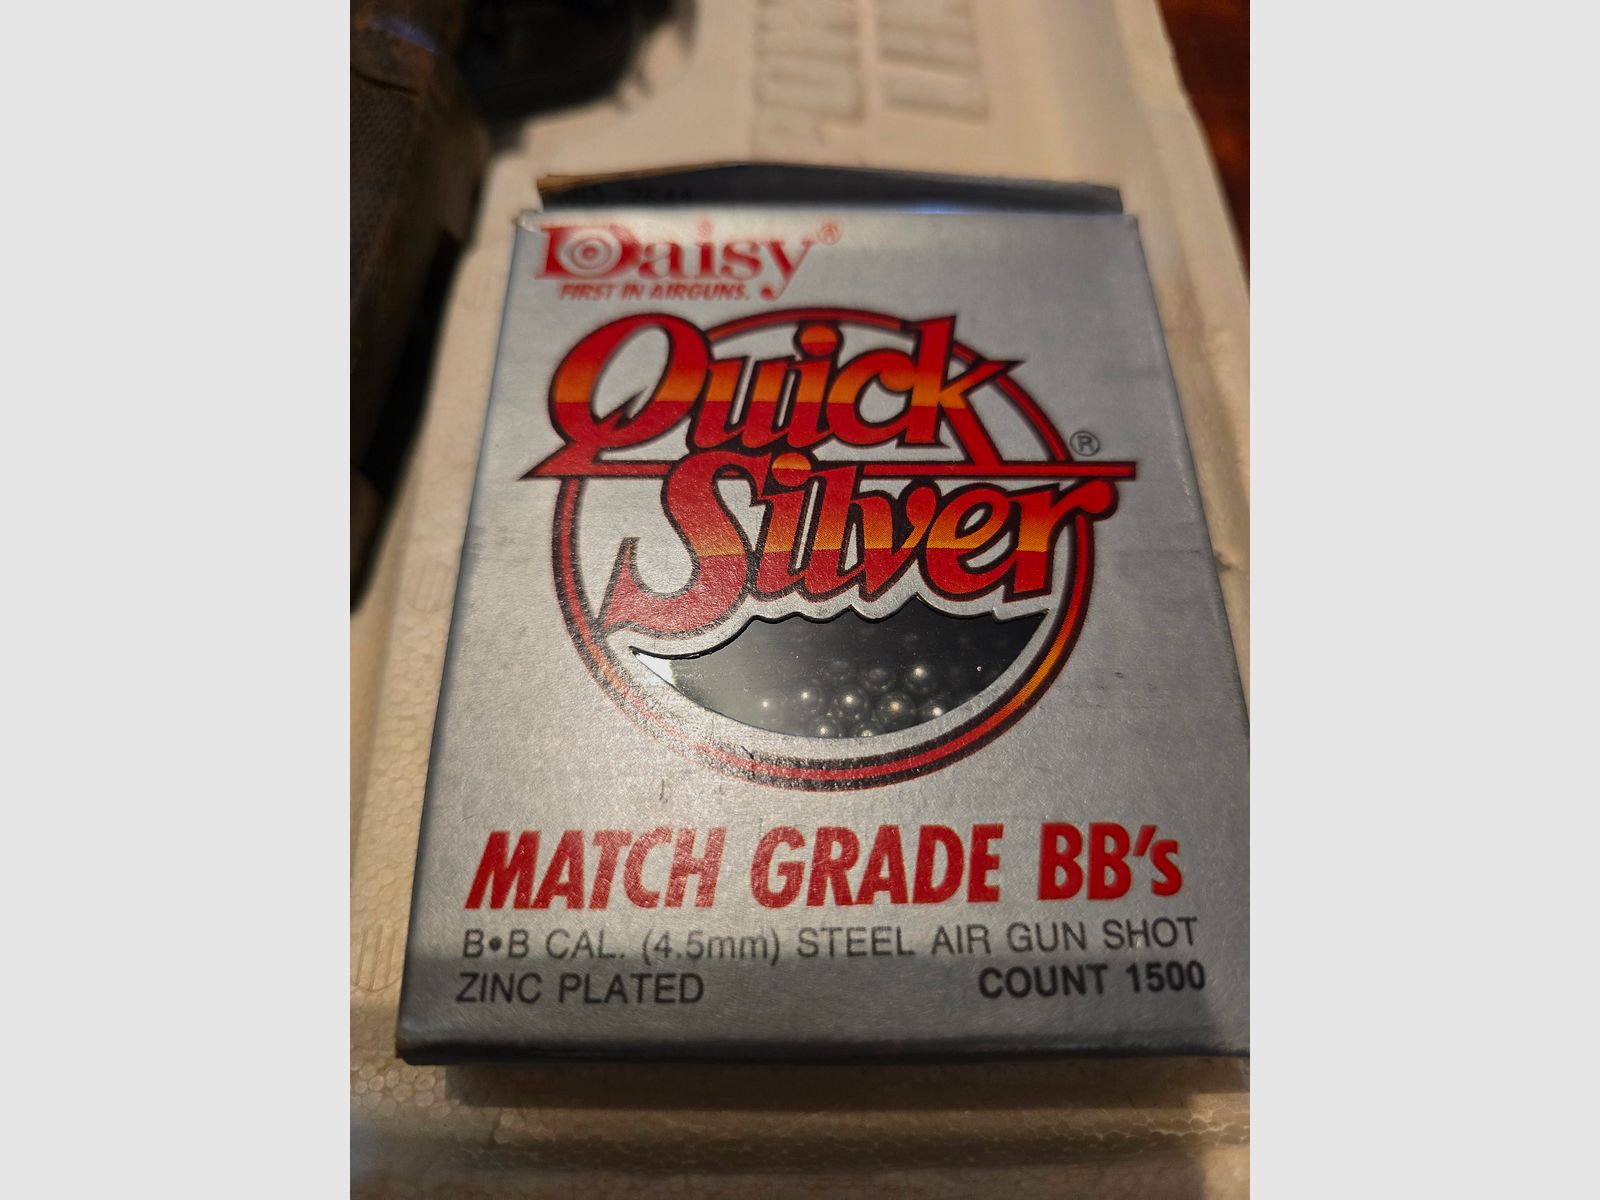 Daisy®
FIRST IN AIRGUNS.
Quick
Silver®
MATCH GRADE BB's
B•B CAL. (4.5mm) STEEL AIR GUN SHOT
ZINC PLATED COUNT 1500